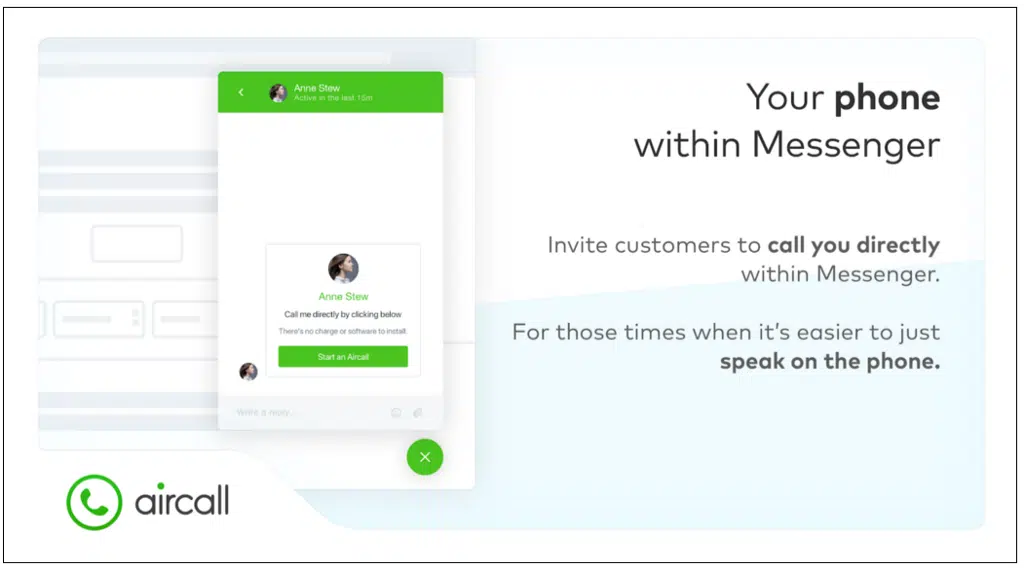 Anne Stew
Active in the last 15m
Anne Stew
Call me directly by clicking below
There's no charge or software to install
Start an Aircall
Write a reply...
aircall
Your phone
within Messenger
Invite customers to call you directly
within Messenger.
For those times when it's easier to just
speak on the phone.